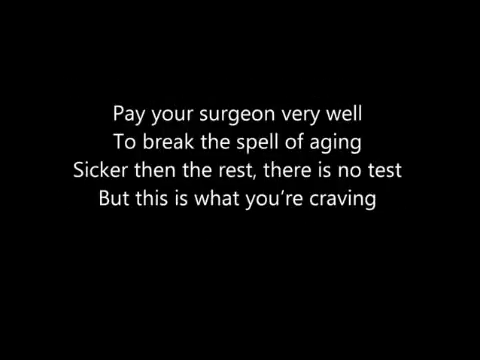 Pay your surgeon very well
To break the spell of aging
Sicker then the rest, there is no test
But this is what you’re craving